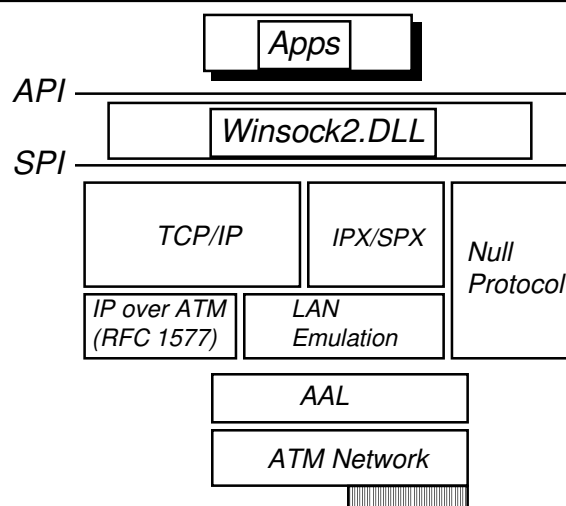 Apps
API
Winsock2.DLL
SPI
TCP/IP
IPX/SPX
Null
Protocol
IP over ATM
(RFC 1577)
LAN
Emulation
AAL
ATM Network